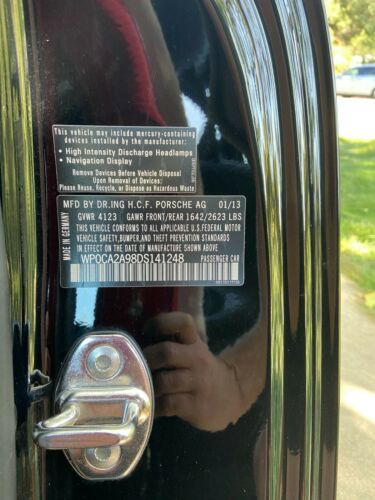 This vehicle may include mercury-containing
devices installed by the manufacturer:
• High Intensity Discharge Headlamps
• Navigation Display
Remove Devices Before Vehicle Disposal
Upon Removal of Devices:
Please Reuse, Recycle, or Dispose as Hazardous Waste
Made in Germany
MFD BY DR.ING H.C.F. PORSCHE AG 01/13
GVWR 4123 GAWR FRONT/REAR 1642/2623 LBS
THIS VEHICLE CONFORMS TO ALL APPLICABLE
SAFETY,BUMPER,AND THEFT U.S.FEDERAL MOTOR
IN EFFECT ON DATE OF MANUFACTURE SHOWN ABOVE
WP0CA2A98DS141248 PASSENGER CAR